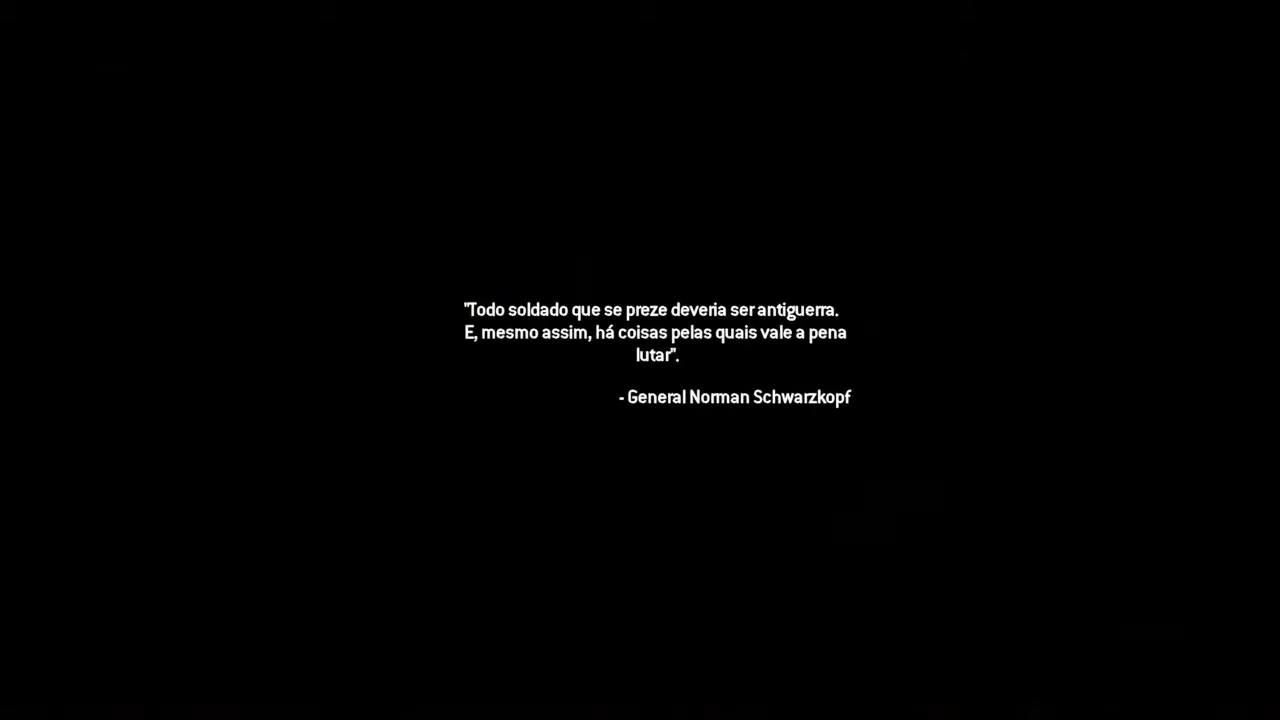 "Todo soldado que se preze deveria ser antiguerra.
E, mesmo assim, há coisas pelas quais vale a pena
lutar".
- General Norman Schwarzkopf